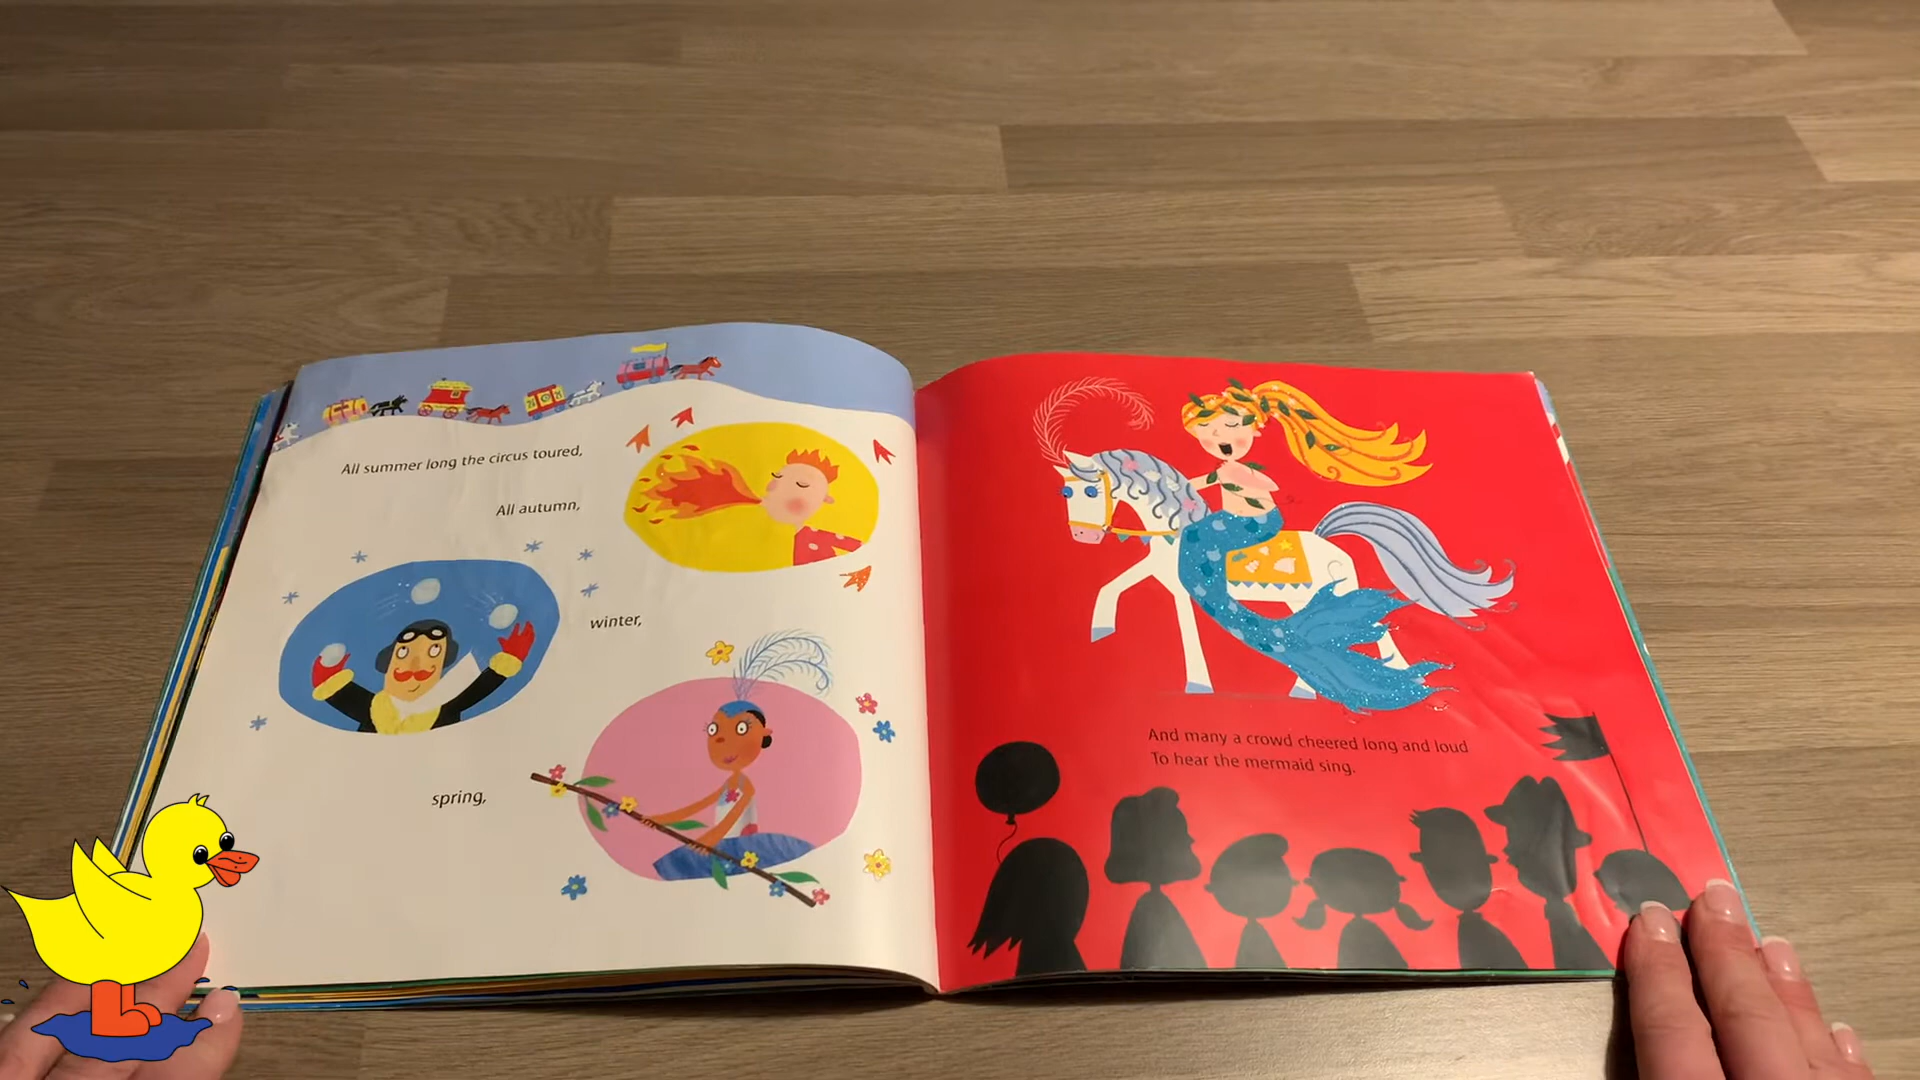 All summer long the circus toured,
All autumn,
winter,
spring,
And many a crowd cheered long and loud
To hear the mermaid sing.